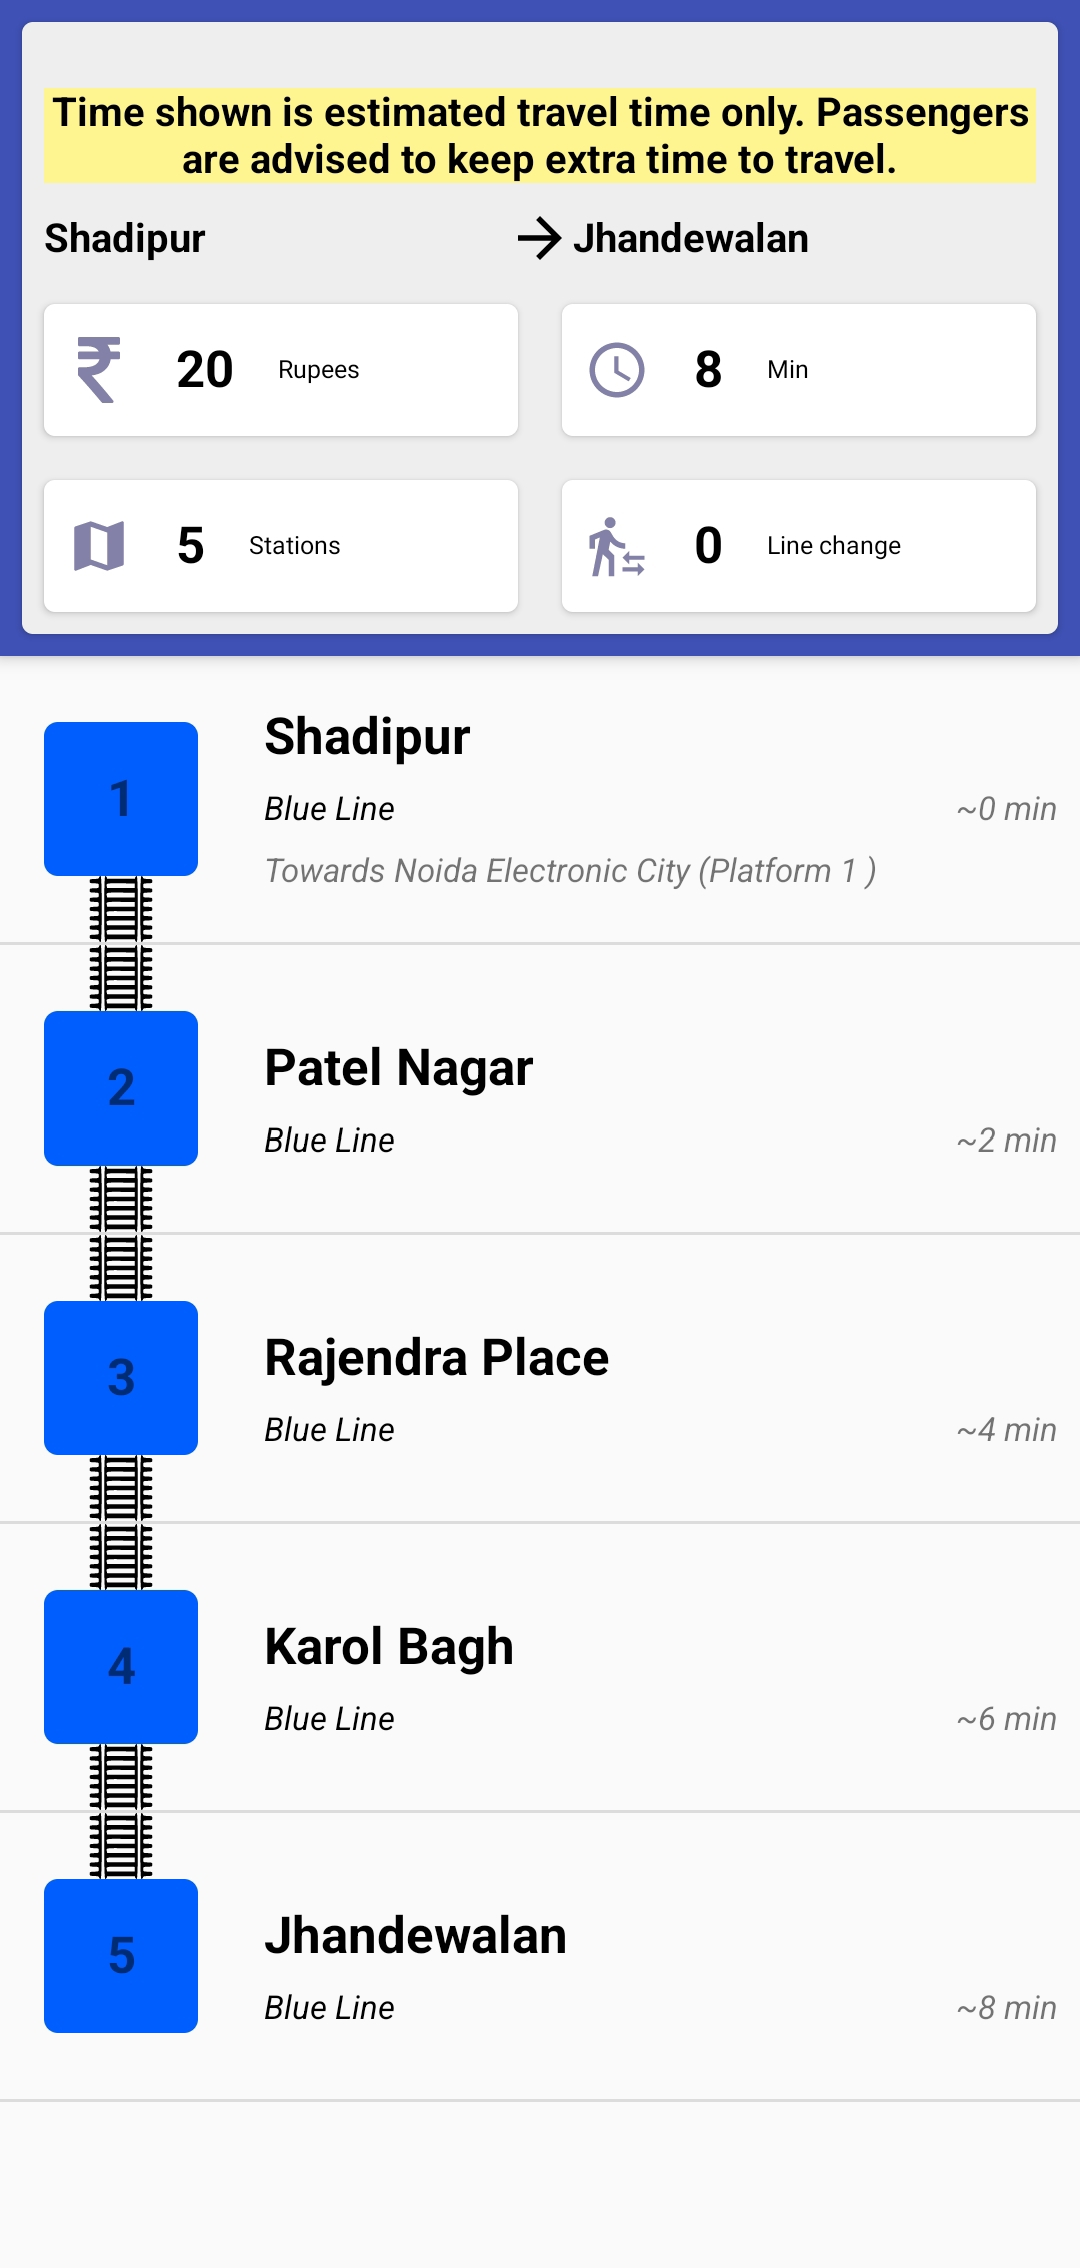 Time shown is estimated travel time only. Passengers
are advised to keep extra time to travel.
Shadipur → Jhandewalan
₹ 20 Rupees
8 Min
5 Stations
0 Line change
1
Shadipur
Blue Line ~0 min
Towards Noida Electronic City (Platform 1 )
2
Patel Nagar
Blue Line ~2 min
3
Rajendra Place
Blue Line ~4 min
4
Karol Bagh
Blue Line ~6 min
5
Jhandewalan
Blue Line ~8 min